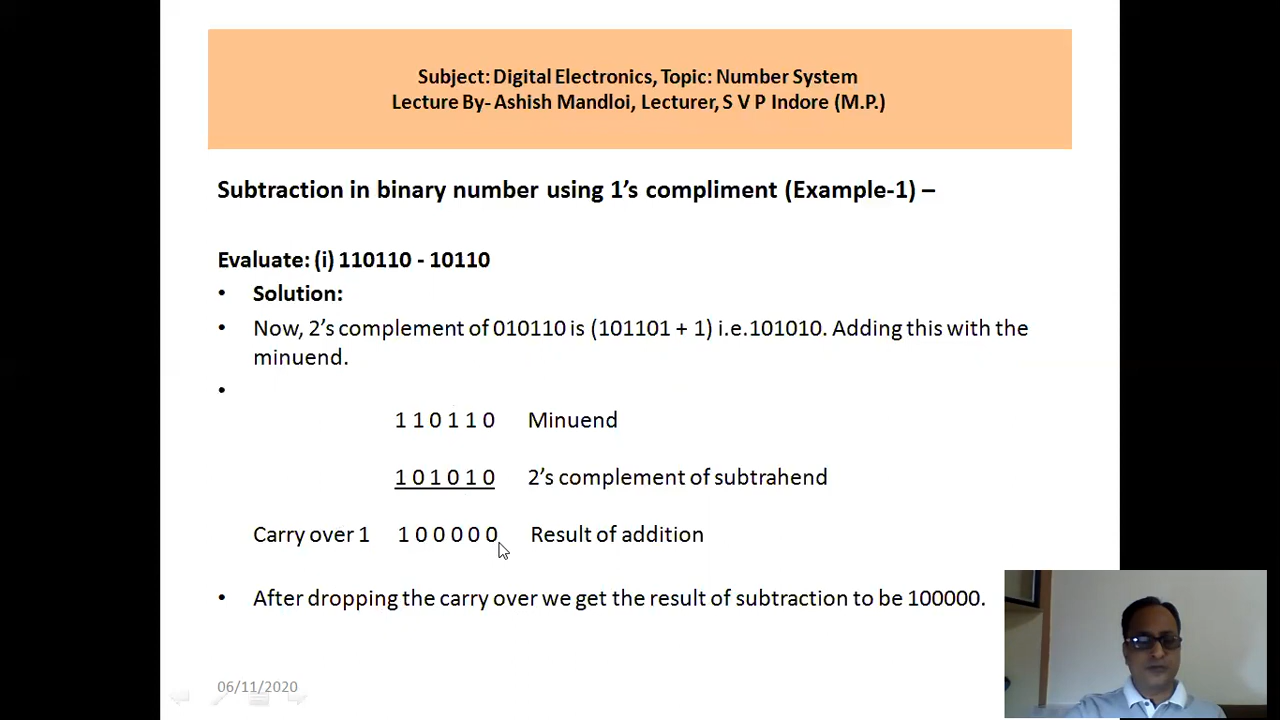 Subject: Digital Electronics, Topic: Number System
Lecture By- Ashish Mandloi, Lecturer, S V P Indore (M.P.)
Subtraction in binary number using 1’s compliment (Example-1) –
Evaluate: (i) 110110 - 10110
• Solution:
• Now, 2’s complement of 010110 is (101101 + 1) i.e.101010. Adding this with the
minuend.
•
1 1 0 1 1 0 Minuend
1 0 1 0 1 0 2’s complement of subtrahend
Carry over 1 1 0 0 0 0 0 Result of addition
• After dropping the carry over we get the result of subtraction to be 100000.
06/11/2020